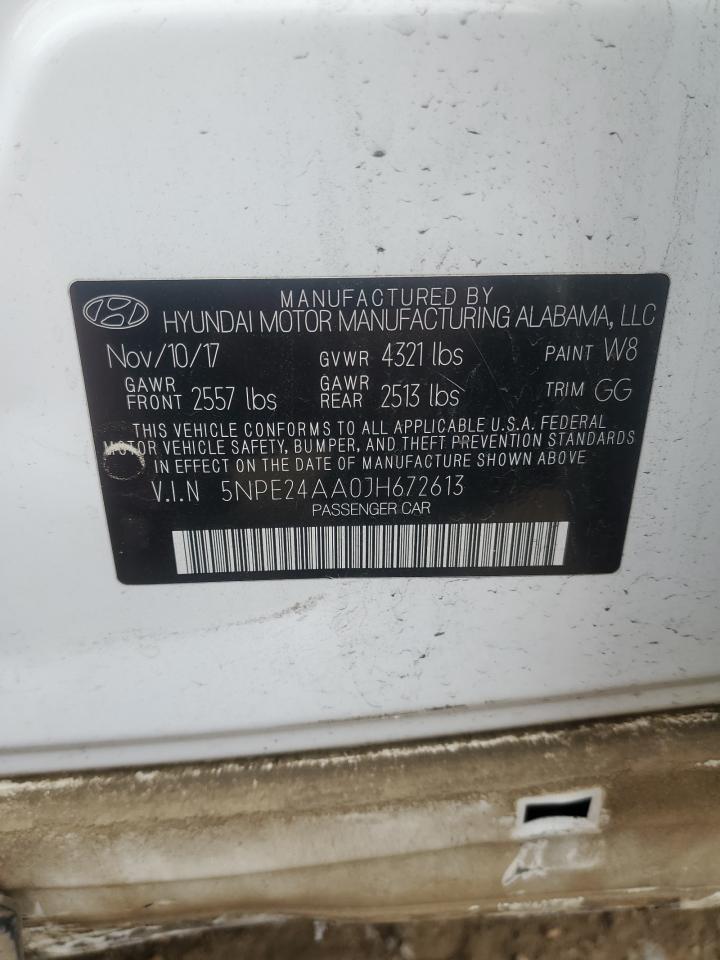 MANUFACTURED BY
HYUNDAI MOTOR MANUFACTURING ALABAMA, LLC
Nov/10/17 GVWR 4321 lbs PAINT W8
GAWR FRONT 2557 lbs GAWR REAR 2513 lbs TRIM GG
THIS VEHICLE CONFORMS TO ALL APPLICABLE U.S.A. FEDERAL
MOTOR VEHICLE SAFETY, BUMPER, AND THEFT PREVENTION STANDARDS
IN EFFECT ON THE DATE OF MANUFACTURE SHOWN ABOVE.
V.I.N 5NPE24AA0JH672613
PASSENGER CAR